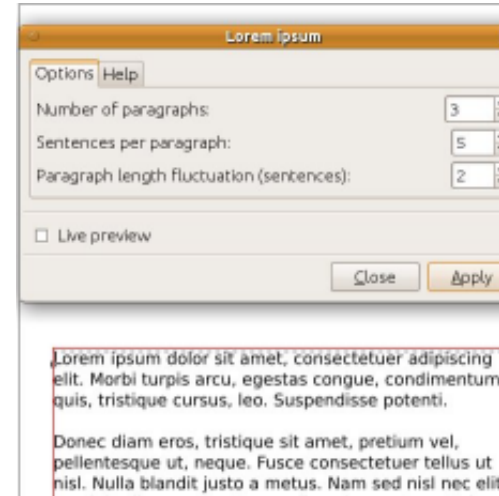 Lorem ipsum
Options Help
Number of paragraphs: 3
Sentences per paragraph: 5
Paragraph length fluctuation (sentences): 2
Live preview
Close Apply
Lorem ipsum dolor sit amet, consectetuer adipiscing
elit. Morbi turpis arcu, egestas congue, condimentum
quis, tristique cursus, leo. Suspendisse potenti.
Donec diam eros, tristique sit amet, pretium vel,
pellentesque ut, neque. Fusce consectetuer tellus ut
nisl. Nulla blandit justo a metus. Nam sed nisl nec elit